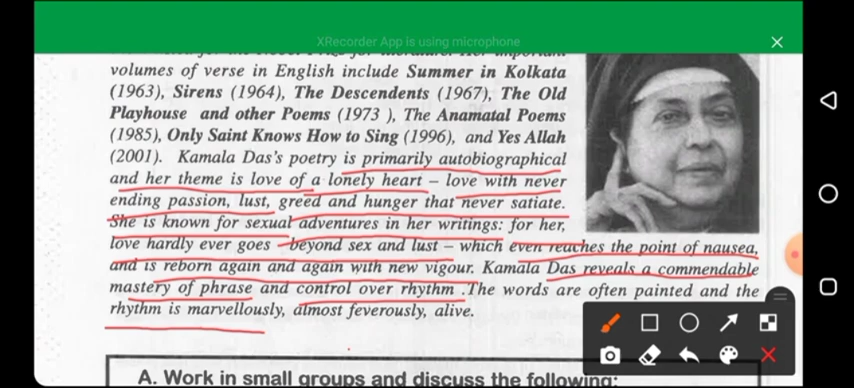 XRecorder App is using microphone
volumes of verse in English include Summer in Kolkata
(1963), Sirens (1964), The Descendents (1967), The Old
Playhouse and other Poems (1973 ), The Anamatal Poems
(1985), Only Saint Knows How to Sing (1996), and Yes Allah
(2001). Kamala Das's poetry is primarily autobiographical
and her theme is love of a lonely heart – love with never
ending passion, lust, greed and hunger that never satiate.
She is known for sexual adventures in her writings: for her,
love hardly ever goes beyond sex and lust – which even reaches the point of nausea,
and is reborn again and again with new vigour. Kamala Das reveals a commendable
mastery of phrase and control over rhythm .The words are often painted and the
rhythm is marvellously, almost feverously, alive.
A. Work in small groups and discuss the following: